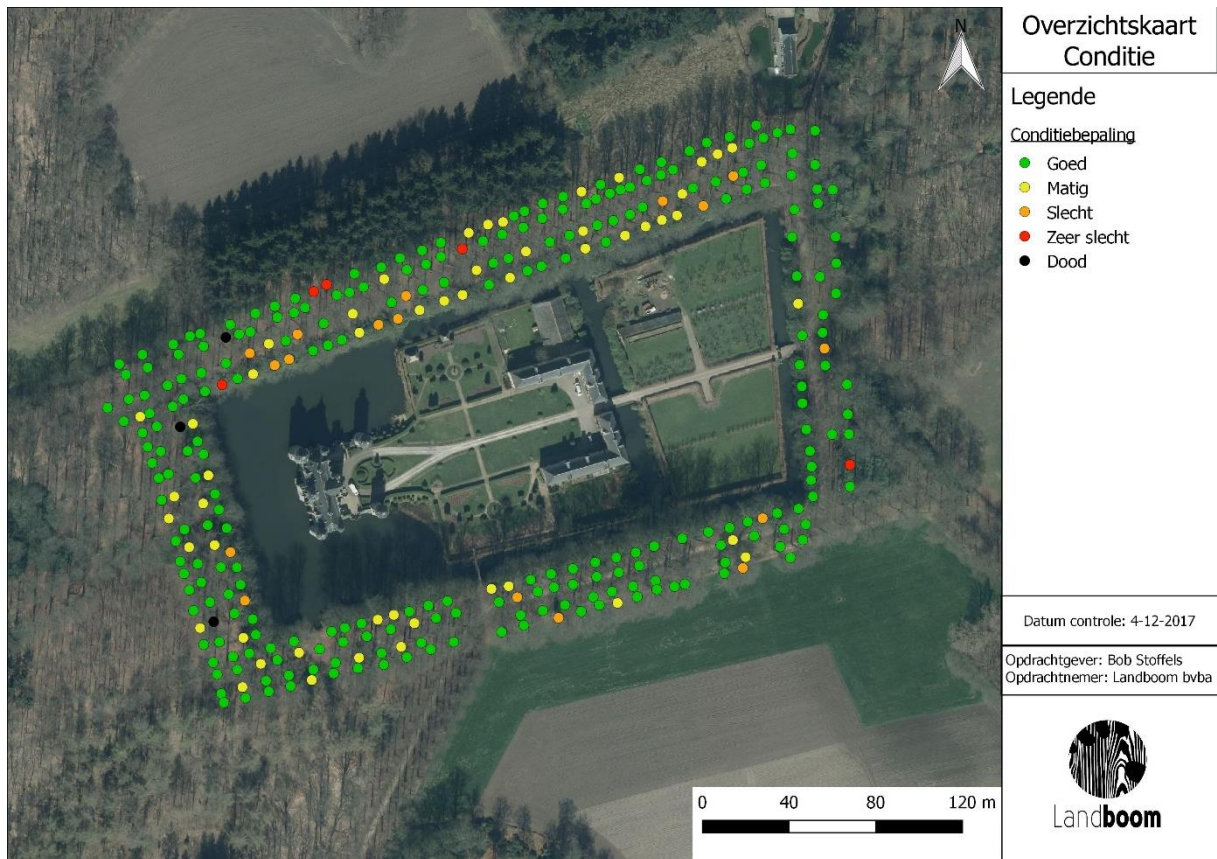 N
Overzichtskaart
Conditie
Legende
Conditiebepaling
Goed
Matig
Slecht
Zeer slecht
Dood
Datum controle: 4-12-2017
Opdrachtgever: Bob Stoffels
Opdrachtnemer: Landboom bvba
Landboom
0 40 80 120 m